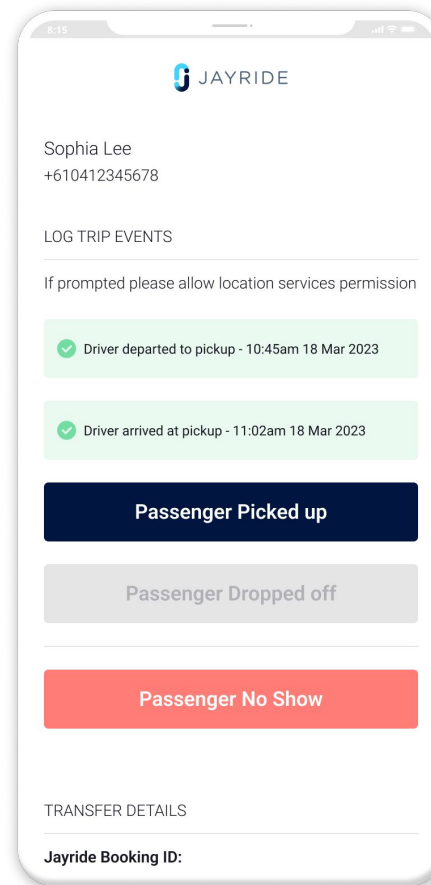 8:15
JAYRIDE
Sophia Lee
+610412345678
LOG TRIP EVENTS
If prompted please allow location services permission
Driver departed to pickup - 10:45am 18 Mar 2023
Driver arrived at pickup - 11:02am 18 Mar 2023
Passenger Picked up
Passenger Dropped off
Passenger No Show
TRANSFER DETAILS
Jayride Booking ID: